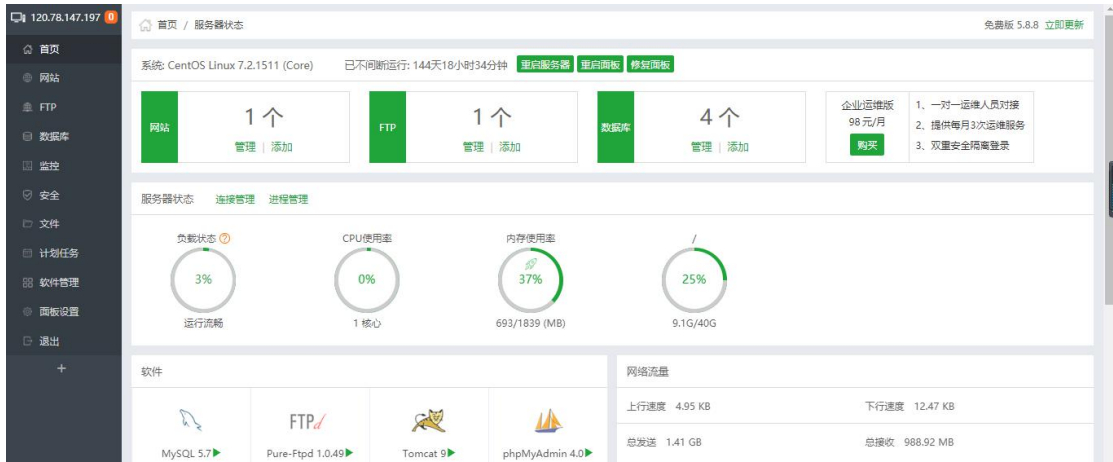 120.78.147.197 0
首页
网站
FTP
数据库
监控
安全
文件
计划任务
软件管理
面板设置
退出
+
首页 / 服务器状态
免费版 5.8.8 立即更新
系统: CentOS Linux 7.2.1511 (Core) 已不间断运行: 144天18小时34分钟 重启服务器 重启面板 修复面板
网站
1 个
管理 | 添加
FTP
1 个
管理 | 添加
数据库
4 个
管理 | 添加
企业运维版
98 元/月
购买
1、一对一运维人员对接
2、提供每月3次运维服务
3、双重安全隔离登录
服务器状态 连接管理 进程管理
负载状态 ?
3%
运行流畅
CPU使用率
0%
1 核心
内存使用率
37%
693/1839 (MB)
/
25%
9.1G/40G
软件
MySQL 5.7
FTPd
Pure-Ftpd 1.0.49
Tomcat 9
phpMyAdmin 4.0
网络流量
上行速度 4.95 KB 下行速度 12.47 KB
总发送 1.41 GB 总接收 988.92 MB